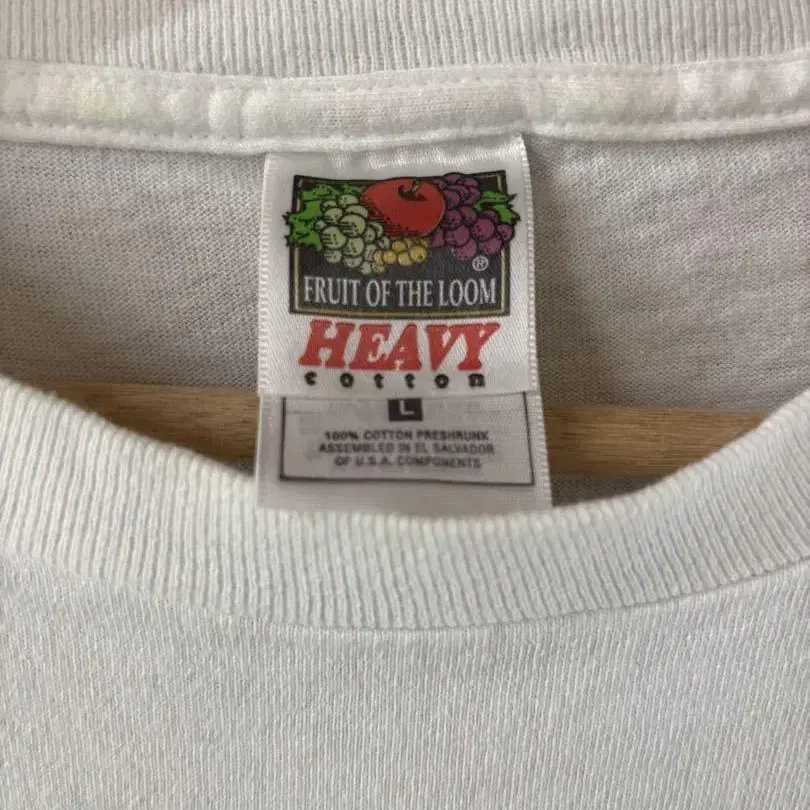 ®
FRUIT OF THE LOOM
HEAVY
cotton
L
100% COTTON PRESHRUNK
ASSEMBLED IN EL SALVADOR
OF U.S.A. COMPONENTS